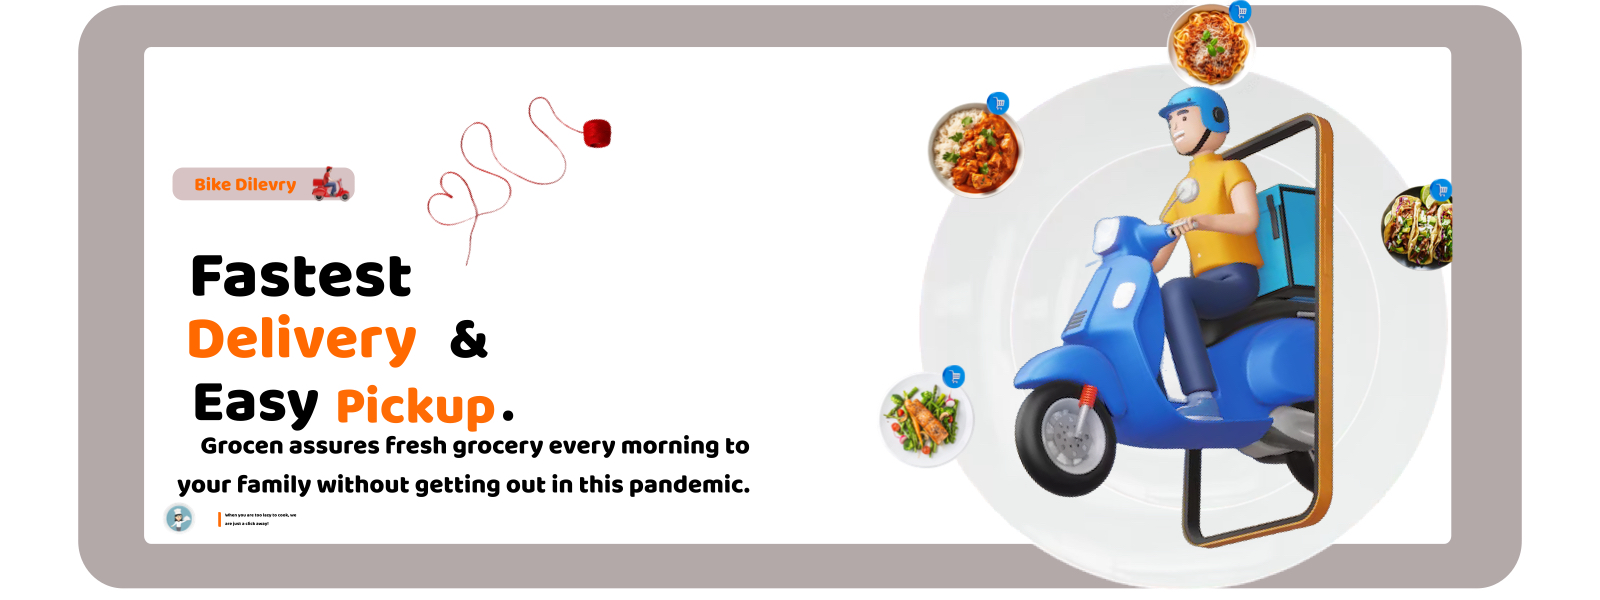 Bike Dilevry
Fastest
Delivery &
Easy Pickup.
Grocen assures fresh grocery every morning to
your family without getting out in this pandemic.
When you are too lazy to cook, we
are just a click away!